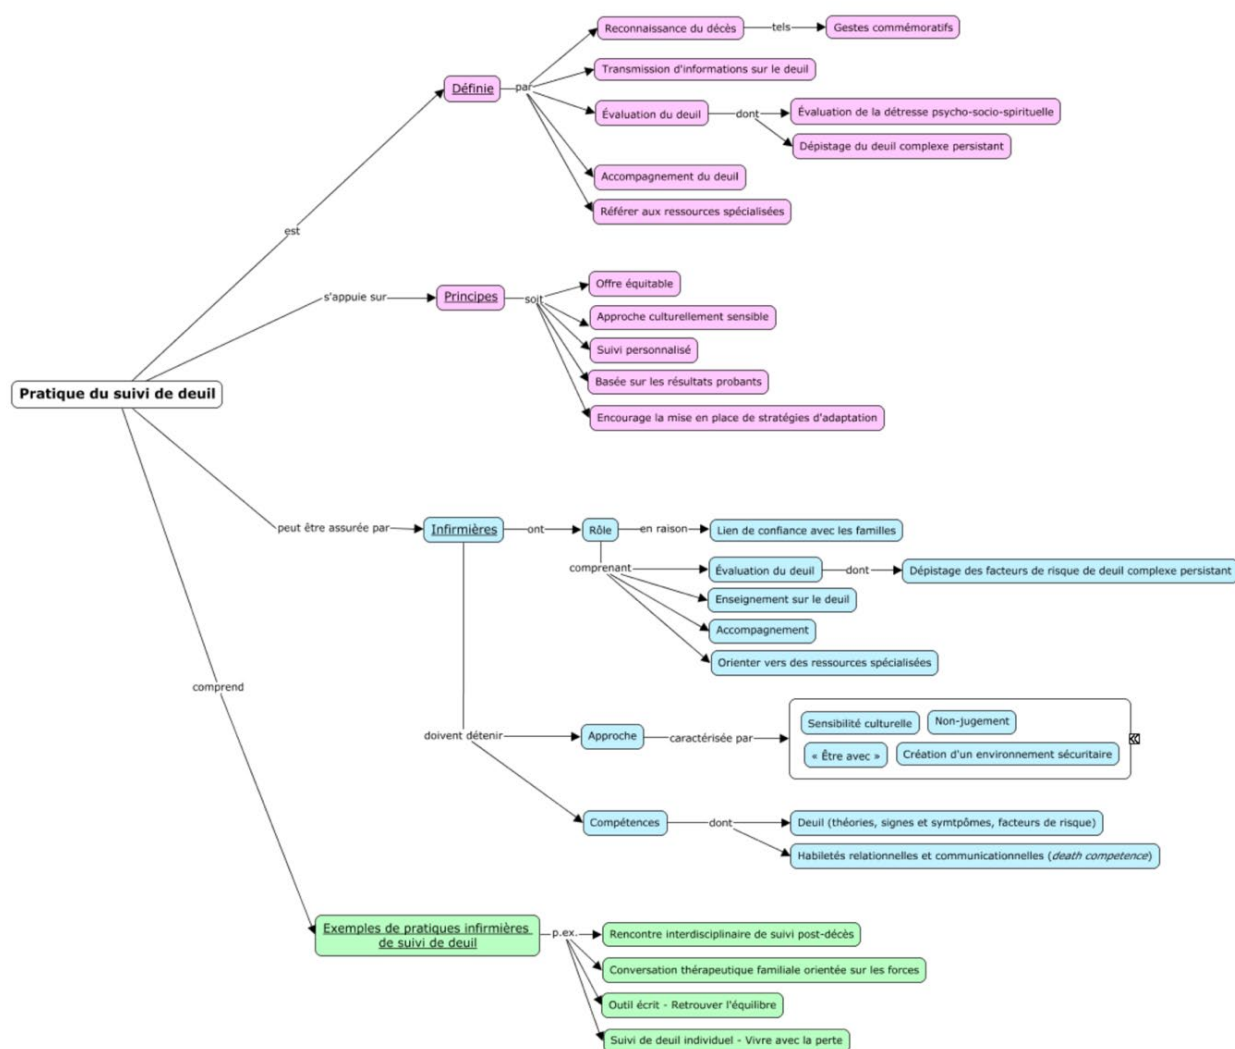 Reconnaissance du décès
tels
Gestes commémoratifs
Transmission d'informations sur le deuil
Définie
par
Évaluation du deuil
dont
Évaluation de la détresse psycho-socio-spirituelle
Dépistage du deuil complexe persistant
Accompagnement du deuil
Référer aux ressources spécialisées
est
s'appuie sur
Principes
soit
Offre équitable
Approche culturellement sensible
Suivi personnalisé
Basée sur les résultats probants
Encourage la mise en place de stratégies d'adaptation
Pratique du suivi de deuil
peut être assurée par
Infirmières
ont
Rôle
en raison
Lien de confiance avec les familles
comprenant
Évaluation du deuil
dont
Dépistage des facteurs de risque de deuil complexe persistant
Enseignement sur le deuil
Accompagnement
Orienter vers des ressources spécialisées
comprend
doivent détenir
Approche
caractérisée par
Sensibilité culturelle
Non-jugement
« Être avec »
Création d'un environnement sécuritaire
Compétences
dont
Deuil (théories, signes et symtpômes, facteurs de risque)
Habiletés relationnelles et communicationnelles (death competence)
Exemples de pratiques infirmières
de suivi de deuil
p.ex.
Rencontre interdisciplinaire de suivi post-décès
Conversation thérapeutique familiale orientée sur les forces
Outil écrit - Retrouver l'équilibre
Suivi de deuil individuel - Vivre avec la perte